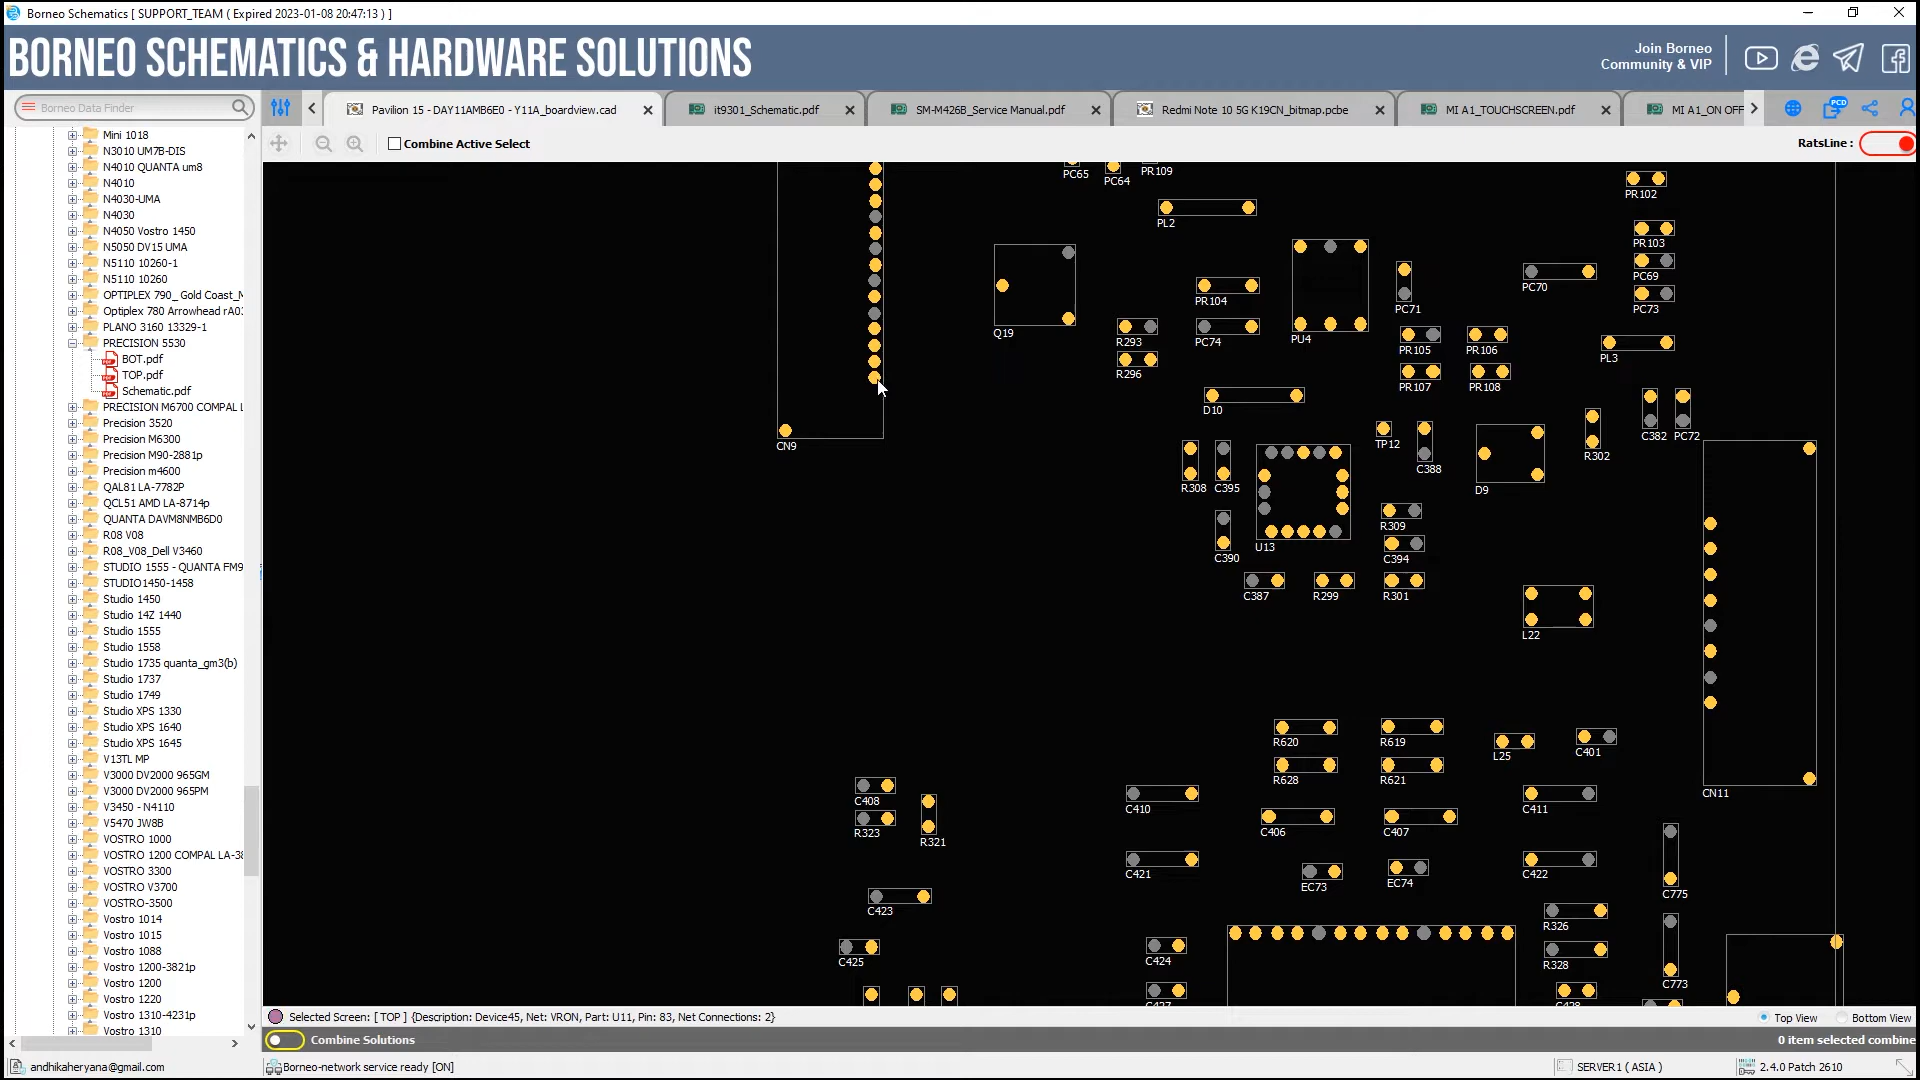 Borneo Schematics [ SUPPORT_TEAM ( Expired 2023-01-08 20:47:13 ) ]
BORNEO SCHEMATICS & HARDWARE SOLUTIONS
Join Borneo
Community & VIP
Borneo Data Finder
Pavilion 15 - DAY11AMB6E0 - Y11A_boardview.cad
it9301_Schematic.pdf
SM-M426B_Service Manual.pdf
Redmi Note 10 5G K19CN_bitmap.pcbe
MI A1_TOUCHSCREEN.pdf
MI A1_ON OFF
PCD
Combine Active Select
RatsLine :
Mini 1018
N3010 UM7B-DIS
N4010 QUANTA um8
N4010
N4030-UMA
N4030
N4050 Vostro 1450
N5050 DV15 UMA
N5110 10260-1
N5110 10260
OPTIPLEX 790_ Gold Coast_M
Optiplex 780 Arrowhead rA0
PLANO 3160 13329-1
PRECISION 5530
BOT.pdf
TOP.pdf
Schematic.pdf
PRECISION M6700 COMPAL L
Precision 3520
Precision M6300
Precision M90-2881p
Precision m4600
QAL81 LA-7782P
QCL51 AMD LA-8714p
QUANTA DAVM8NMB6D0
R08 V08
R08_V08_Dell V3460
STUDIO 1555 - QUANTA FM9
STUDIO1450-1458
Studio 1450
Studio 14Z 1440
Studio 1555
Studio 1558
Studio 1735 quanta_gm3(b)
Studio 1737
Studio 1749
Studio XPS 1330
Studio XPS 1640
Studio XPS 1645
V13TL MP
V3000 DV2000 965GM
V3000 DV2000 965PM
V3450 - N4110
V5470 JW8B
VOSTRO 1000
VOSTRO 1200 COMPAL LA-38
VOSTRO 3300
VOSTRO V3700
VOSTRO-3500
Vostro 1014
Vostro 1015
Vostro 1088
Vostro 1200-3821p
Vostro 1200
Vostro 1220
Vostro 1310-4231p
Vostro 1310
PC65
PC64
PR109
PR102
PL2
PR103
PC69
PC70
PR104
PC71
PC73
Q19
R293
PC74
PU4
PR105
PR106
PL3
R296
PR107
PR108
D10
CN9
TP12
C388
R302
C382
PC72
R308
C395
D9
R309
C390
U13
C394
C387
R299
R301
L22
R620
R619
L25
C401
R628
R621
CN11
C408
C410
C411
R323
R321
C406
C407
C421
C422
EC73
EC74
C775
C423
R326
C425
C424
R328
C773
C427
C428
Selected Screen: [ TOP ] {Description: Device45, Net: VRON, Part: U11, Pin: 83, Net Connections: 2}
Top View
Bottom View
Combine Solutions
0 item selected combine
andhikaheryana@gmail.com
Borneo-network service ready [ON]
SERVER1 ( ASIA )
2.4.0 Patch 2610